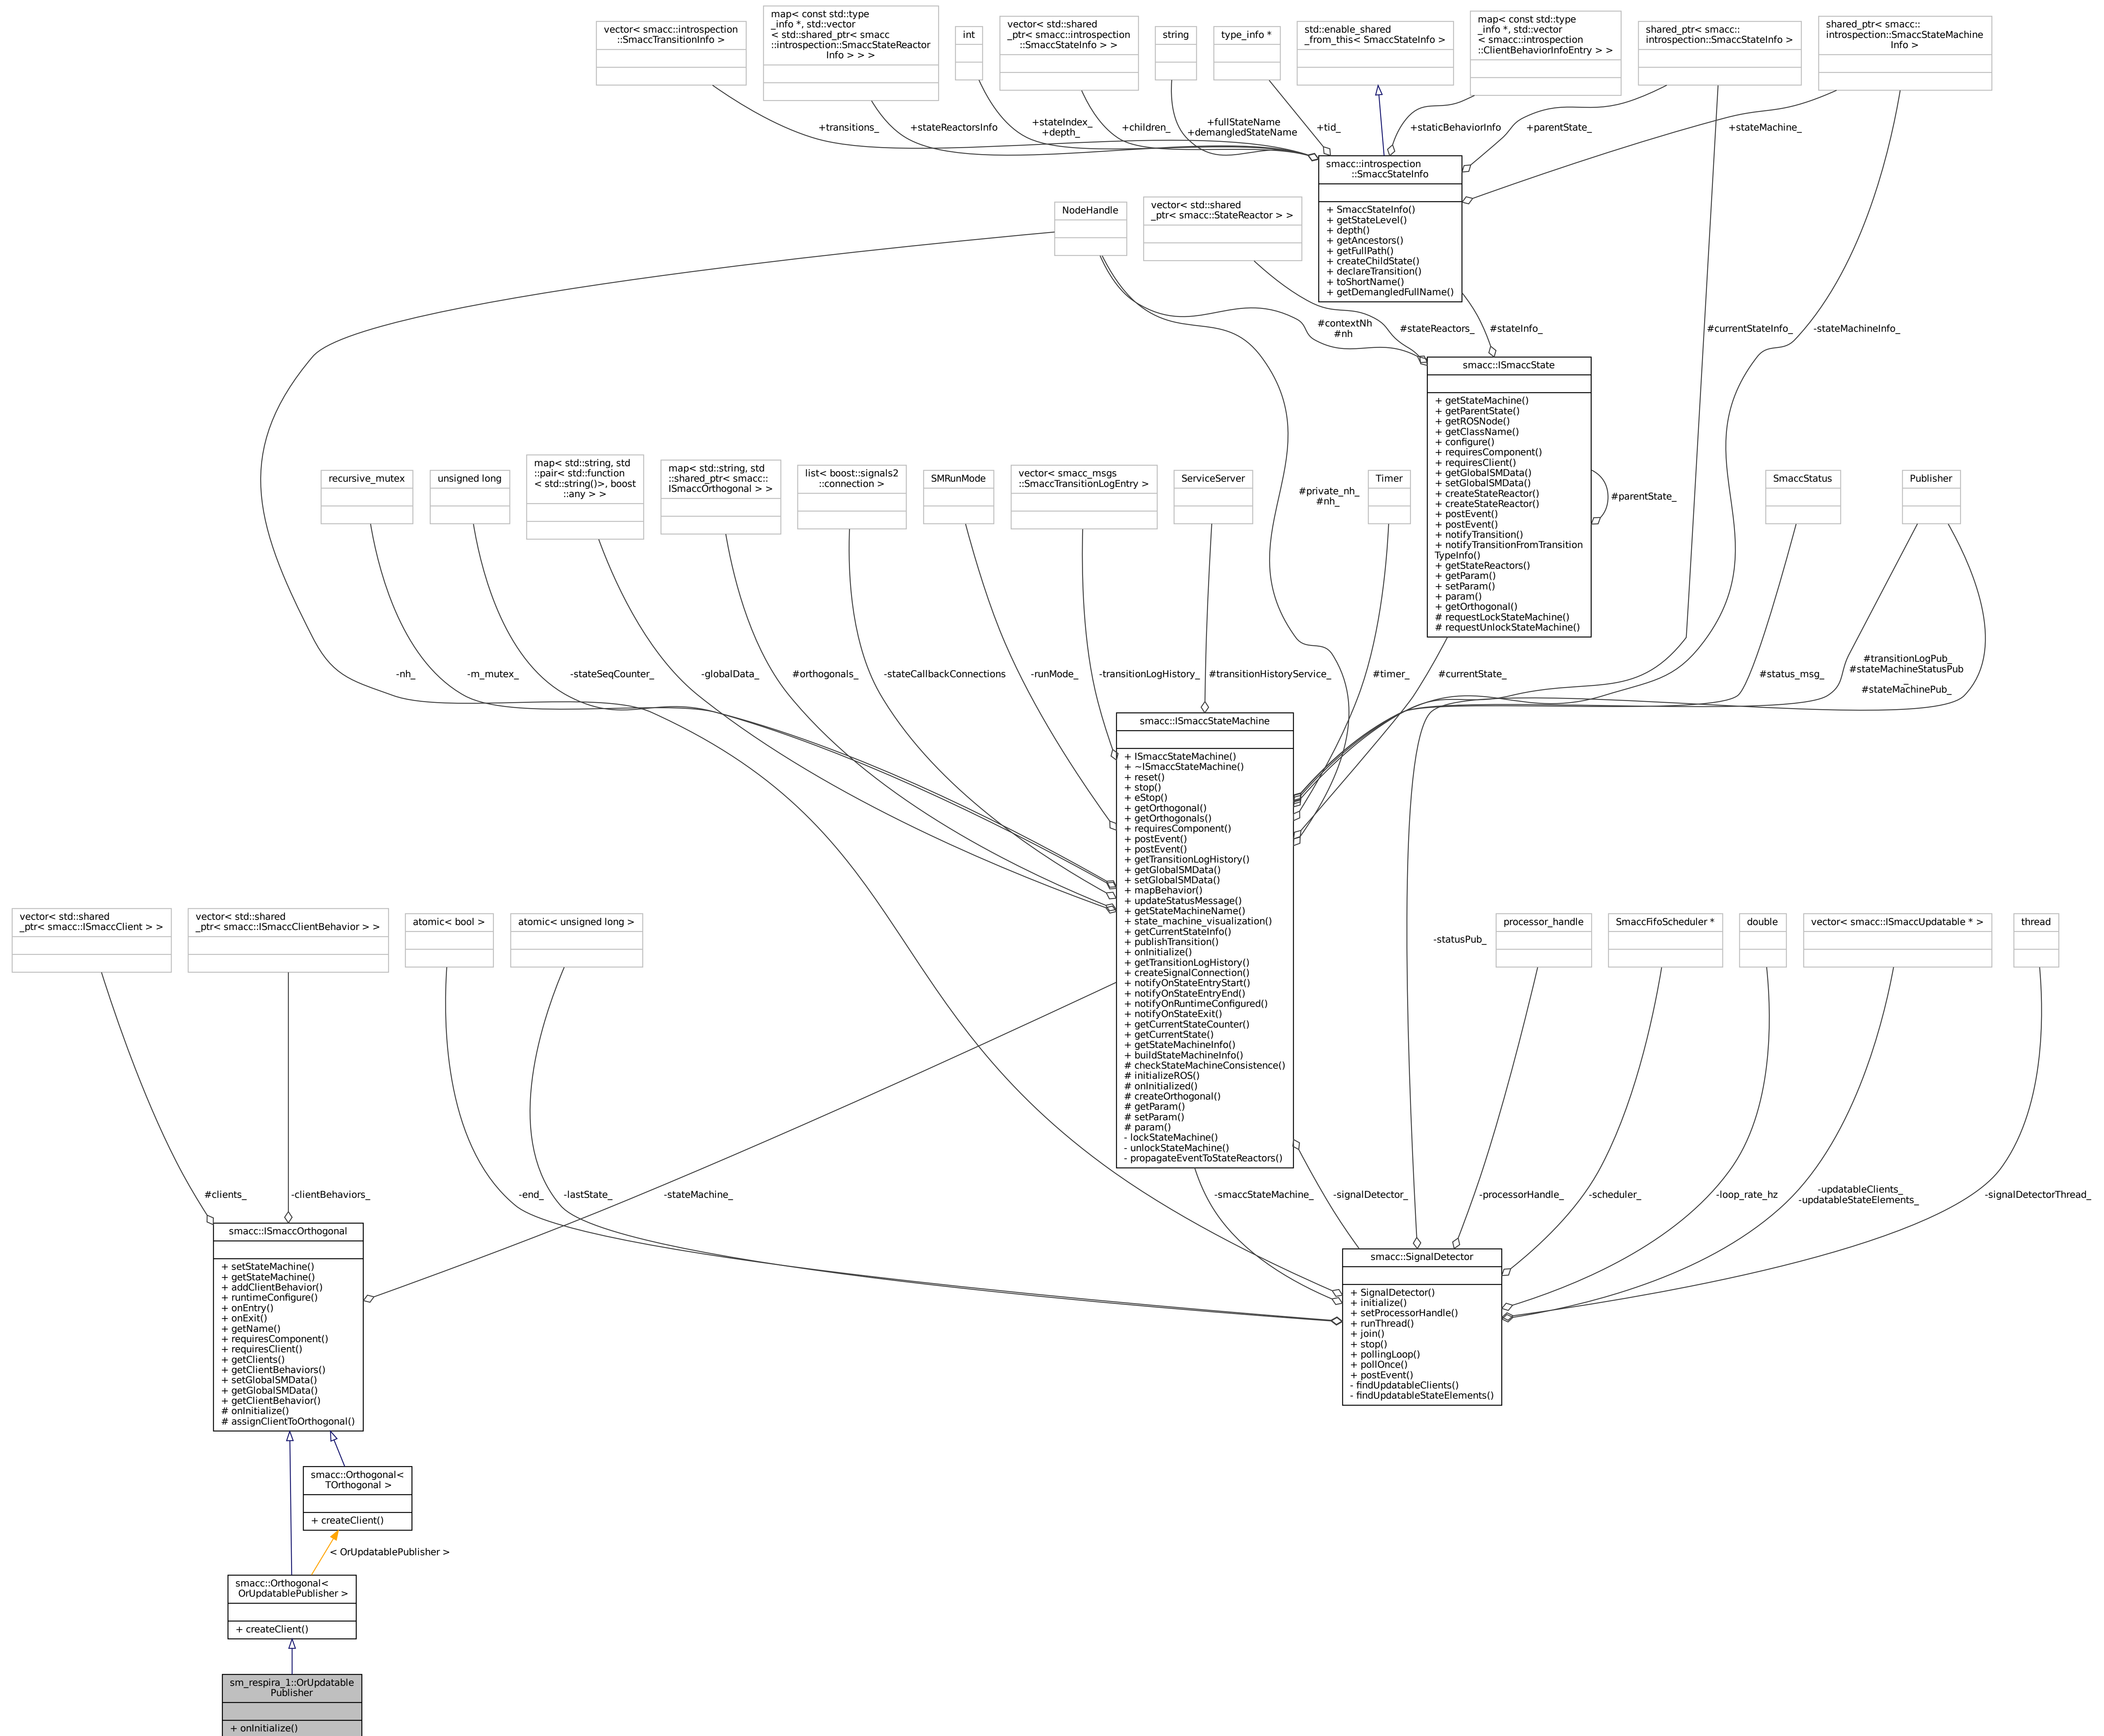 vector< smacc::introspection
::SmaccTransitionInfo >
map< const std::type
_info *, std::vector
< std::shared_ptr< smacc
::introspection::SmaccStateReactor
Info > > >
int
vector< std::shared
_ptr< smacc::introspection
::SmaccStateInfo > >
string
type_info *
std::enable_shared
_from_this< SmaccStateInfo >
map< const std::type
_info *, std::vector
< smacc::introspection
::ClientBehaviorInfoEntry > >
shared_ptr< smacc::
introspection::SmaccStateInfo >
shared_ptr< smacc::
introspection::SmaccStateMachine
Info >
+transitions_
+stateReactorsInfo
+stateIndex_
+depth_
+children_
+fullStateName
+demangledStateName
+tid_
+staticBehaviorInfo
+parentState_
+stateMachine_
smacc::introspection
::SmaccStateInfo
+ SmaccStateInfo()
+ getStateLevel()
+ depth()
+ getAncestors()
+ getFullPath()
+ createChildState()
+ declareTransition()
+ toShortName()
+ getDemangledFullName()
NodeHandle
vector< std::shared
_ptr< smacc::StateReactor > >
#contextNh
#nh
#stateReactors_
#stateInfo_
#currentStateInfo_
-stateMachineInfo_
smacc::ISmaccState
+ getStateMachine()
+ getParentState()
+ getROSNode()
+ getClassName()
+ configure()
+ requiresComponent()
+ requiresClient()
+ getGlobalSMData()
+ setGlobalSMData()
+ createStateReactor()
+ createStateReactor()
+ postEvent()
+ postEvent()
+ notifyTransition()
+ notifyTransitionFromTransition
TypeInfo()
+ getStateReactors()
+ getParam()
+ setParam()
+ param()
+ getOrthogonal()
# requestLockStateMachine()
# requestUnlockStateMachine()
#parentState_
recursive_mutex
unsigned long
map< std::string, std
::pair< std::function
< std::string()>, boost
::any > >
map< std::string, std
::shared_ptr< smacc::
ISmaccOrthogonal > >
list< boost::signals2
::connection >
SMRunMode
vector< smacc_msgs
::SmaccTransitionLogEntry >
ServiceServer
#private_nh_
#nh_
Timer
SmaccStatus
Publisher
-nh_
-m_mutex_
-stateSeqCounter_
-globalData_
#orthogonals_
-stateCallbackConnections
-runMode_
-transitionLogHistory_
#transitionHistoryService_
#timer_
#currentState_
#status_msg_
#transitionLogPub_
#stateMachineStatusPub
_
#stateMachinePub_
smacc::ISmaccStateMachine
+ ISmaccStateMachine()
+ ~ISmaccStateMachine()
+ reset()
+ stop()
+ eStop()
+ getOrthogonal()
+ getOrthogonals()
+ requiresComponent()
+ postEvent()
+ postEvent()
+ getTransitionLogHistory()
+ getGlobalSMData()
+ setGlobalSMData()
+ mapBehavior()
+ updateStatusMessage()
+ getStateMachineName()
+ state_machine_visualization()
+ getCurrentStateInfo()
+ publishTransition()
+ onInitialize()
+ getTransitionLogHistory()
+ createSignalConnection()
+ notifyOnStateEntryStart()
+ notifyOnStateEntryEnd()
+ notifyOnRuntimeConfigured()
+ notifyOnStateExit()
+ getCurrentStateCounter()
+ getCurrentState()
+ getStateMachineInfo()
+ buildStateMachineInfo()
# checkStateMachineConsistence()
# initializeROS()
# onInitialized()
# createOrthogonal()
# getParam()
# setParam()
# param()
- lockStateMachine()
- unlockStateMachine()
- propagateEventToStateReactors()
vector< std::shared
_ptr< smacc::ISmaccClient > >
vector< std::shared
_ptr< smacc::ISmaccClientBehavior > >
atomic< bool >
atomic< unsigned long >
-statusPub_
processor_handle
SmaccFifoScheduler *
double
vector< smacc::ISmaccUpdatable * >
thread
#clients_
-clientBehaviors_
-end_
-lastState_
-stateMachine_
-smaccStateMachine_
-signalDetector_
-processorHandle_
-scheduler_
-loop_rate_hz
-updatableClients_
-updatableStateElements_
-signalDetectorThread_
smacc::ISmaccOrthogonal
+ setStateMachine()
+ getStateMachine()
+ addClientBehavior()
+ runtimeConfigure()
+ onEntry()
+ onExit()
+ getName()
+ requiresComponent()
+ requiresClient()
+ getClients()
+ getClientBehaviors()
+ setGlobalSMData()
+ getGlobalSMData()
+ getClientBehavior()
# onInitialize()
# assignClientToOrthogonal()
smacc::SignalDetector
+ SignalDetector()
+ initialize()
+ setProcessorHandle()
+ runThread()
+ join()
+ stop()
+ pollingLoop()
+ pollOnce()
+ postEvent()
- findUpdatableClients()
- findUpdatableStateElements()
smacc::Orthogonal<
TOrthogonal >
+ createClient()
< OrUpdatablePublisher >
smacc::Orthogonal<
OrUpdatablePublisher >
+ createClient()
sm_respira_1::OrUpdatable
Publisher
+ onInitialize()